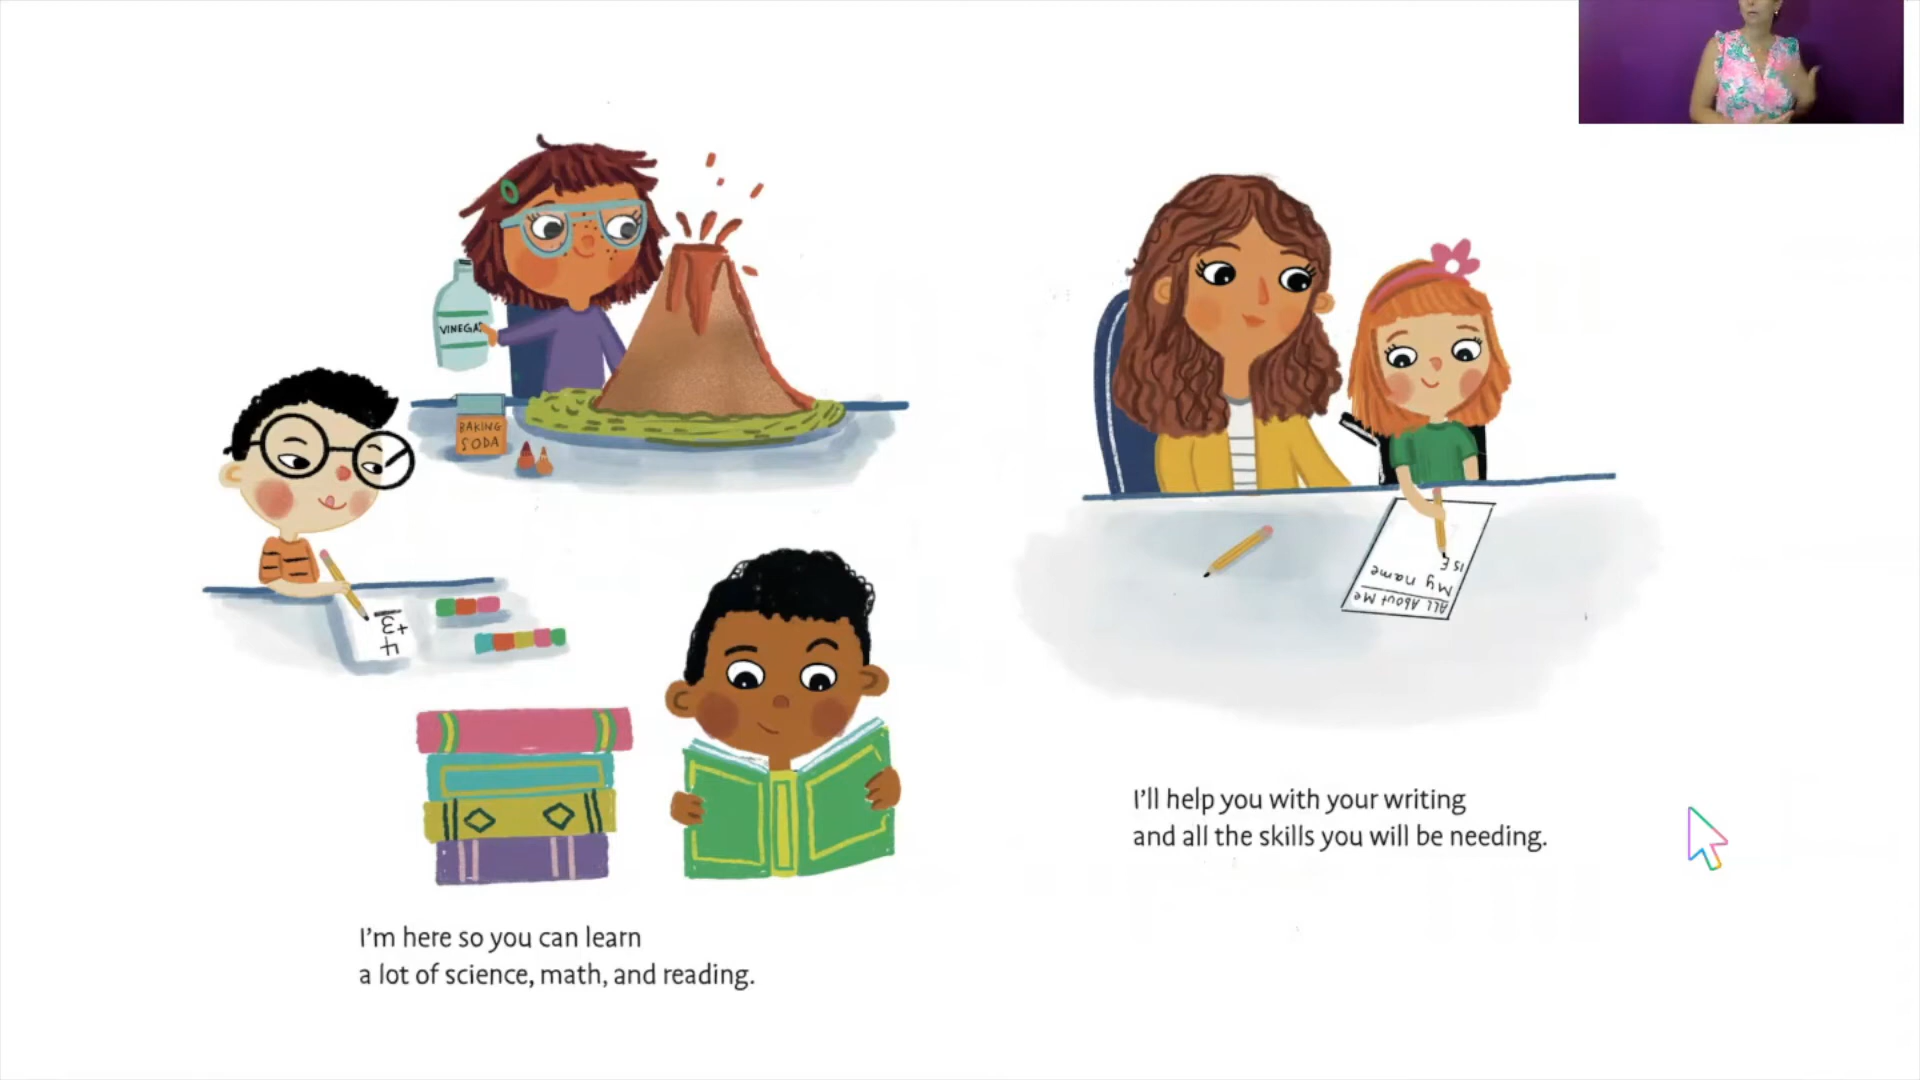 VINEGAR
BAKING
SODA
4
+3
All About Me
My name
is E
I'm here so you can learn
a lot of science, math, and reading.
I'll help you with your writing
and all the skills you will be needing.